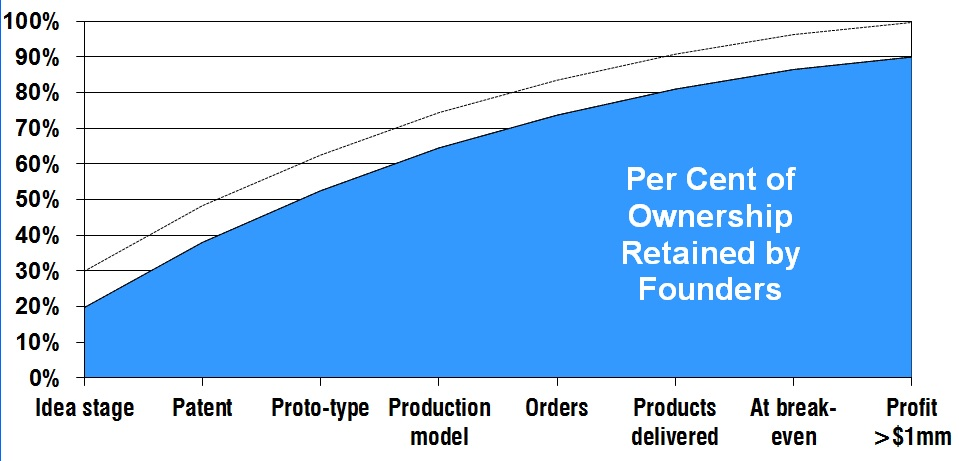 100%
90%
80%
70%
60%
50%
40%
30%
20%
10%
0%
Per Cent of
Ownership
Retained by
Founders
Idea stage
Patent
Proto-type
Production
model
Orders
Products
delivered
At break-
even
Profit
>$1mm